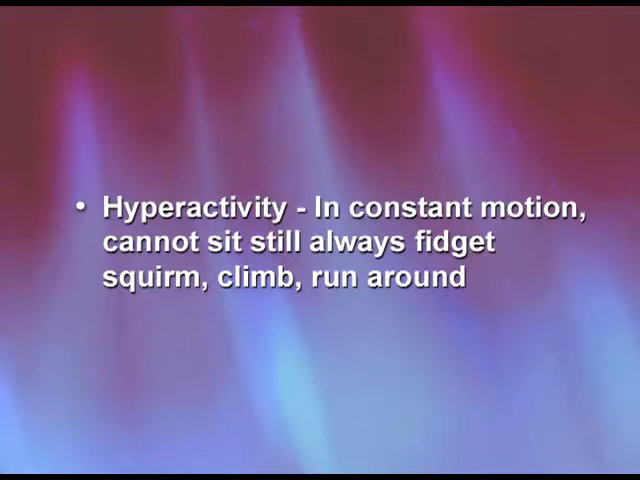 • Hyperactivity - In constant motion,
cannot sit still always fidget
squirm, climb, run around